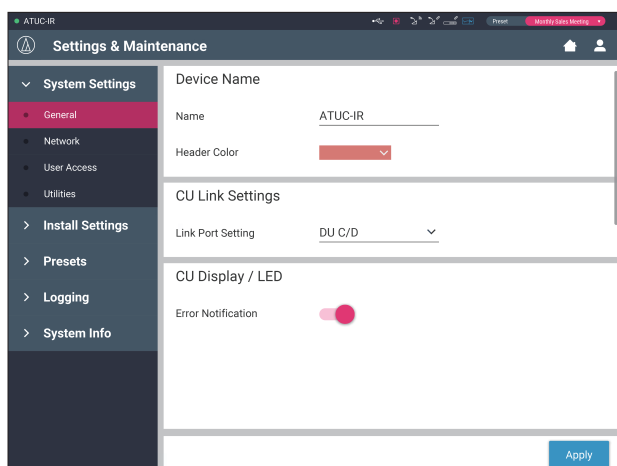 ATUC-IR
Preset Monthly Sales Meeting
Settings & Maintenance
System Settings
General
Network
User Access
Utilities
Install Settings
Presets
Logging
System Info
Device Name
Name ATUC-IR
Header Color
CU Link Settings
Link Port Setting DU C/D
CU Display / LED
Error Notification
Apply